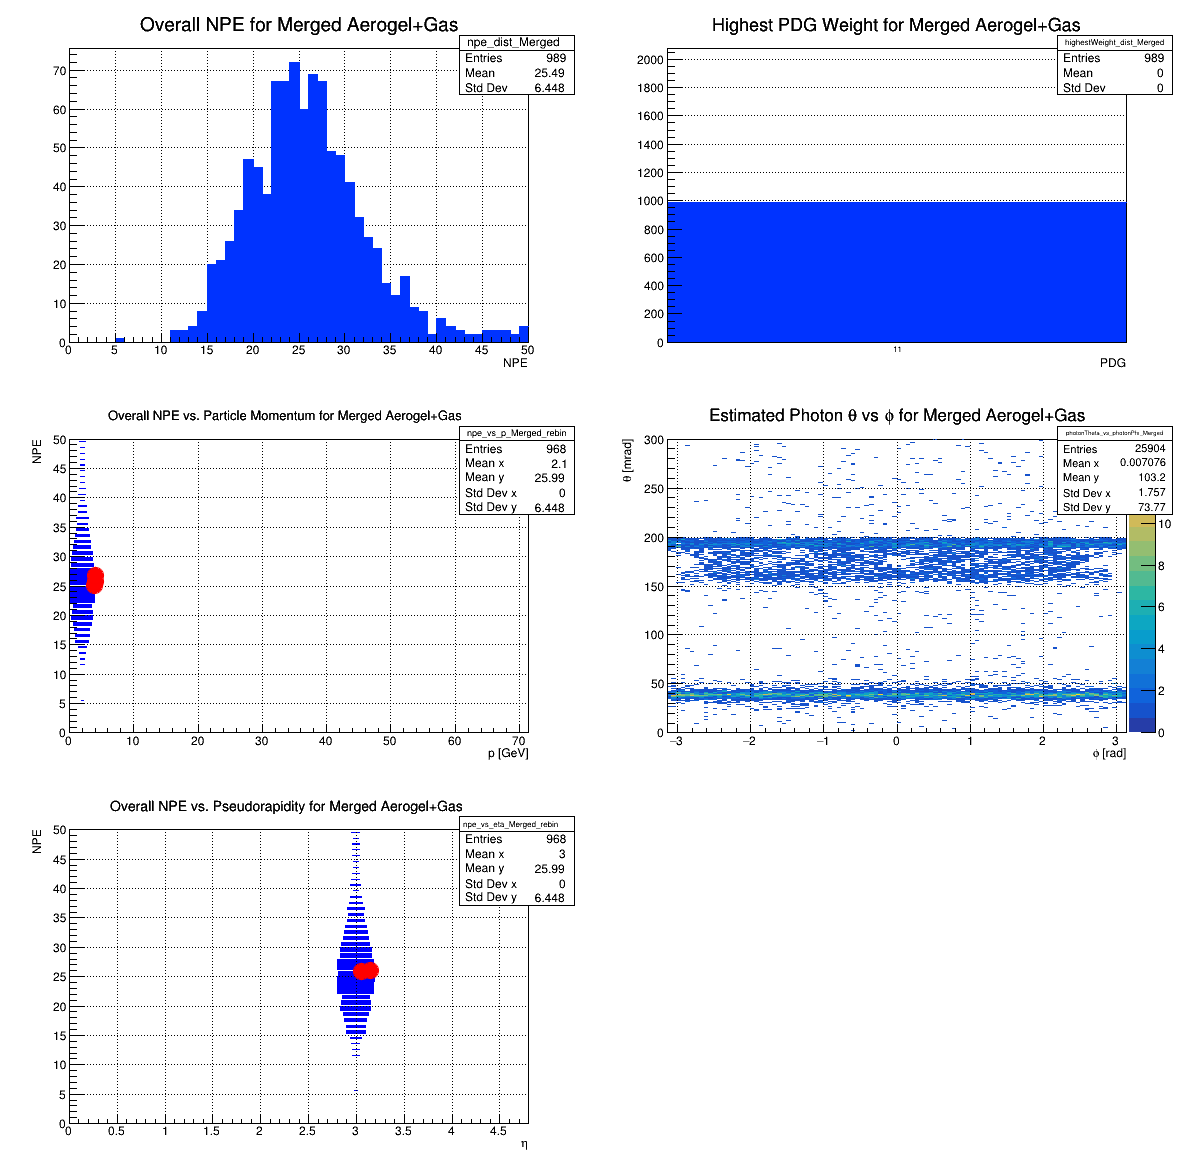 Overall NPE for Merged Aerogel+Gas
npe_dist_Merged
Entries 989
Mean 25.49
Std Dev 6.448
70
60
50
40
30
20
10
0
0 5 10 15 20 25 30 35 40 45 50
NPE
Highest PDG Weight for Merged Aerogel+Gas
highestWeight_dist_Merged
Entries 989
Mean 0
Std Dev 0
2000
1800
1600
1400
1200
1000
800
600
400
200
0
11
PDG
Overall NPE vs. Particle Momentum for Merged Aerogel+Gas
npe_vs_p_Merged_rebin
Entries 968
Mean x 2.1
Mean y 25.99
Std Dev x 0
Std Dev y 6.448
NPE
50
45
40
35
30
25
20
15
10
5
0
0 10 20 30 40 50 60 70
p [GeV]
Estimated Photon θ vs ϕ for Merged Aerogel+Gas
photonTheta_vs_photonPhi_Merged
Entries 25904
Mean x 0.007076
Mean y 103.2
Std Dev x 1.757
Std Dev y 73.77
θ [mrad]
300
250
200
150
100
50
0
−3 −2 −1 0 1 2 3
ϕ [rad]
10
8
6
4
2
0
Overall NPE vs. Pseudorapidity for Merged Aerogel+Gas
npe_vs_eta_Merged_rebin
Entries 968
Mean x 3
Mean y 25.99
Std Dev x 0
Std Dev y 6.448
NPE
50
45
40
35
30
25
20
15
10
5
0
0 0.5 1 1.5 2 2.5 3 3.5 4 4.5
η